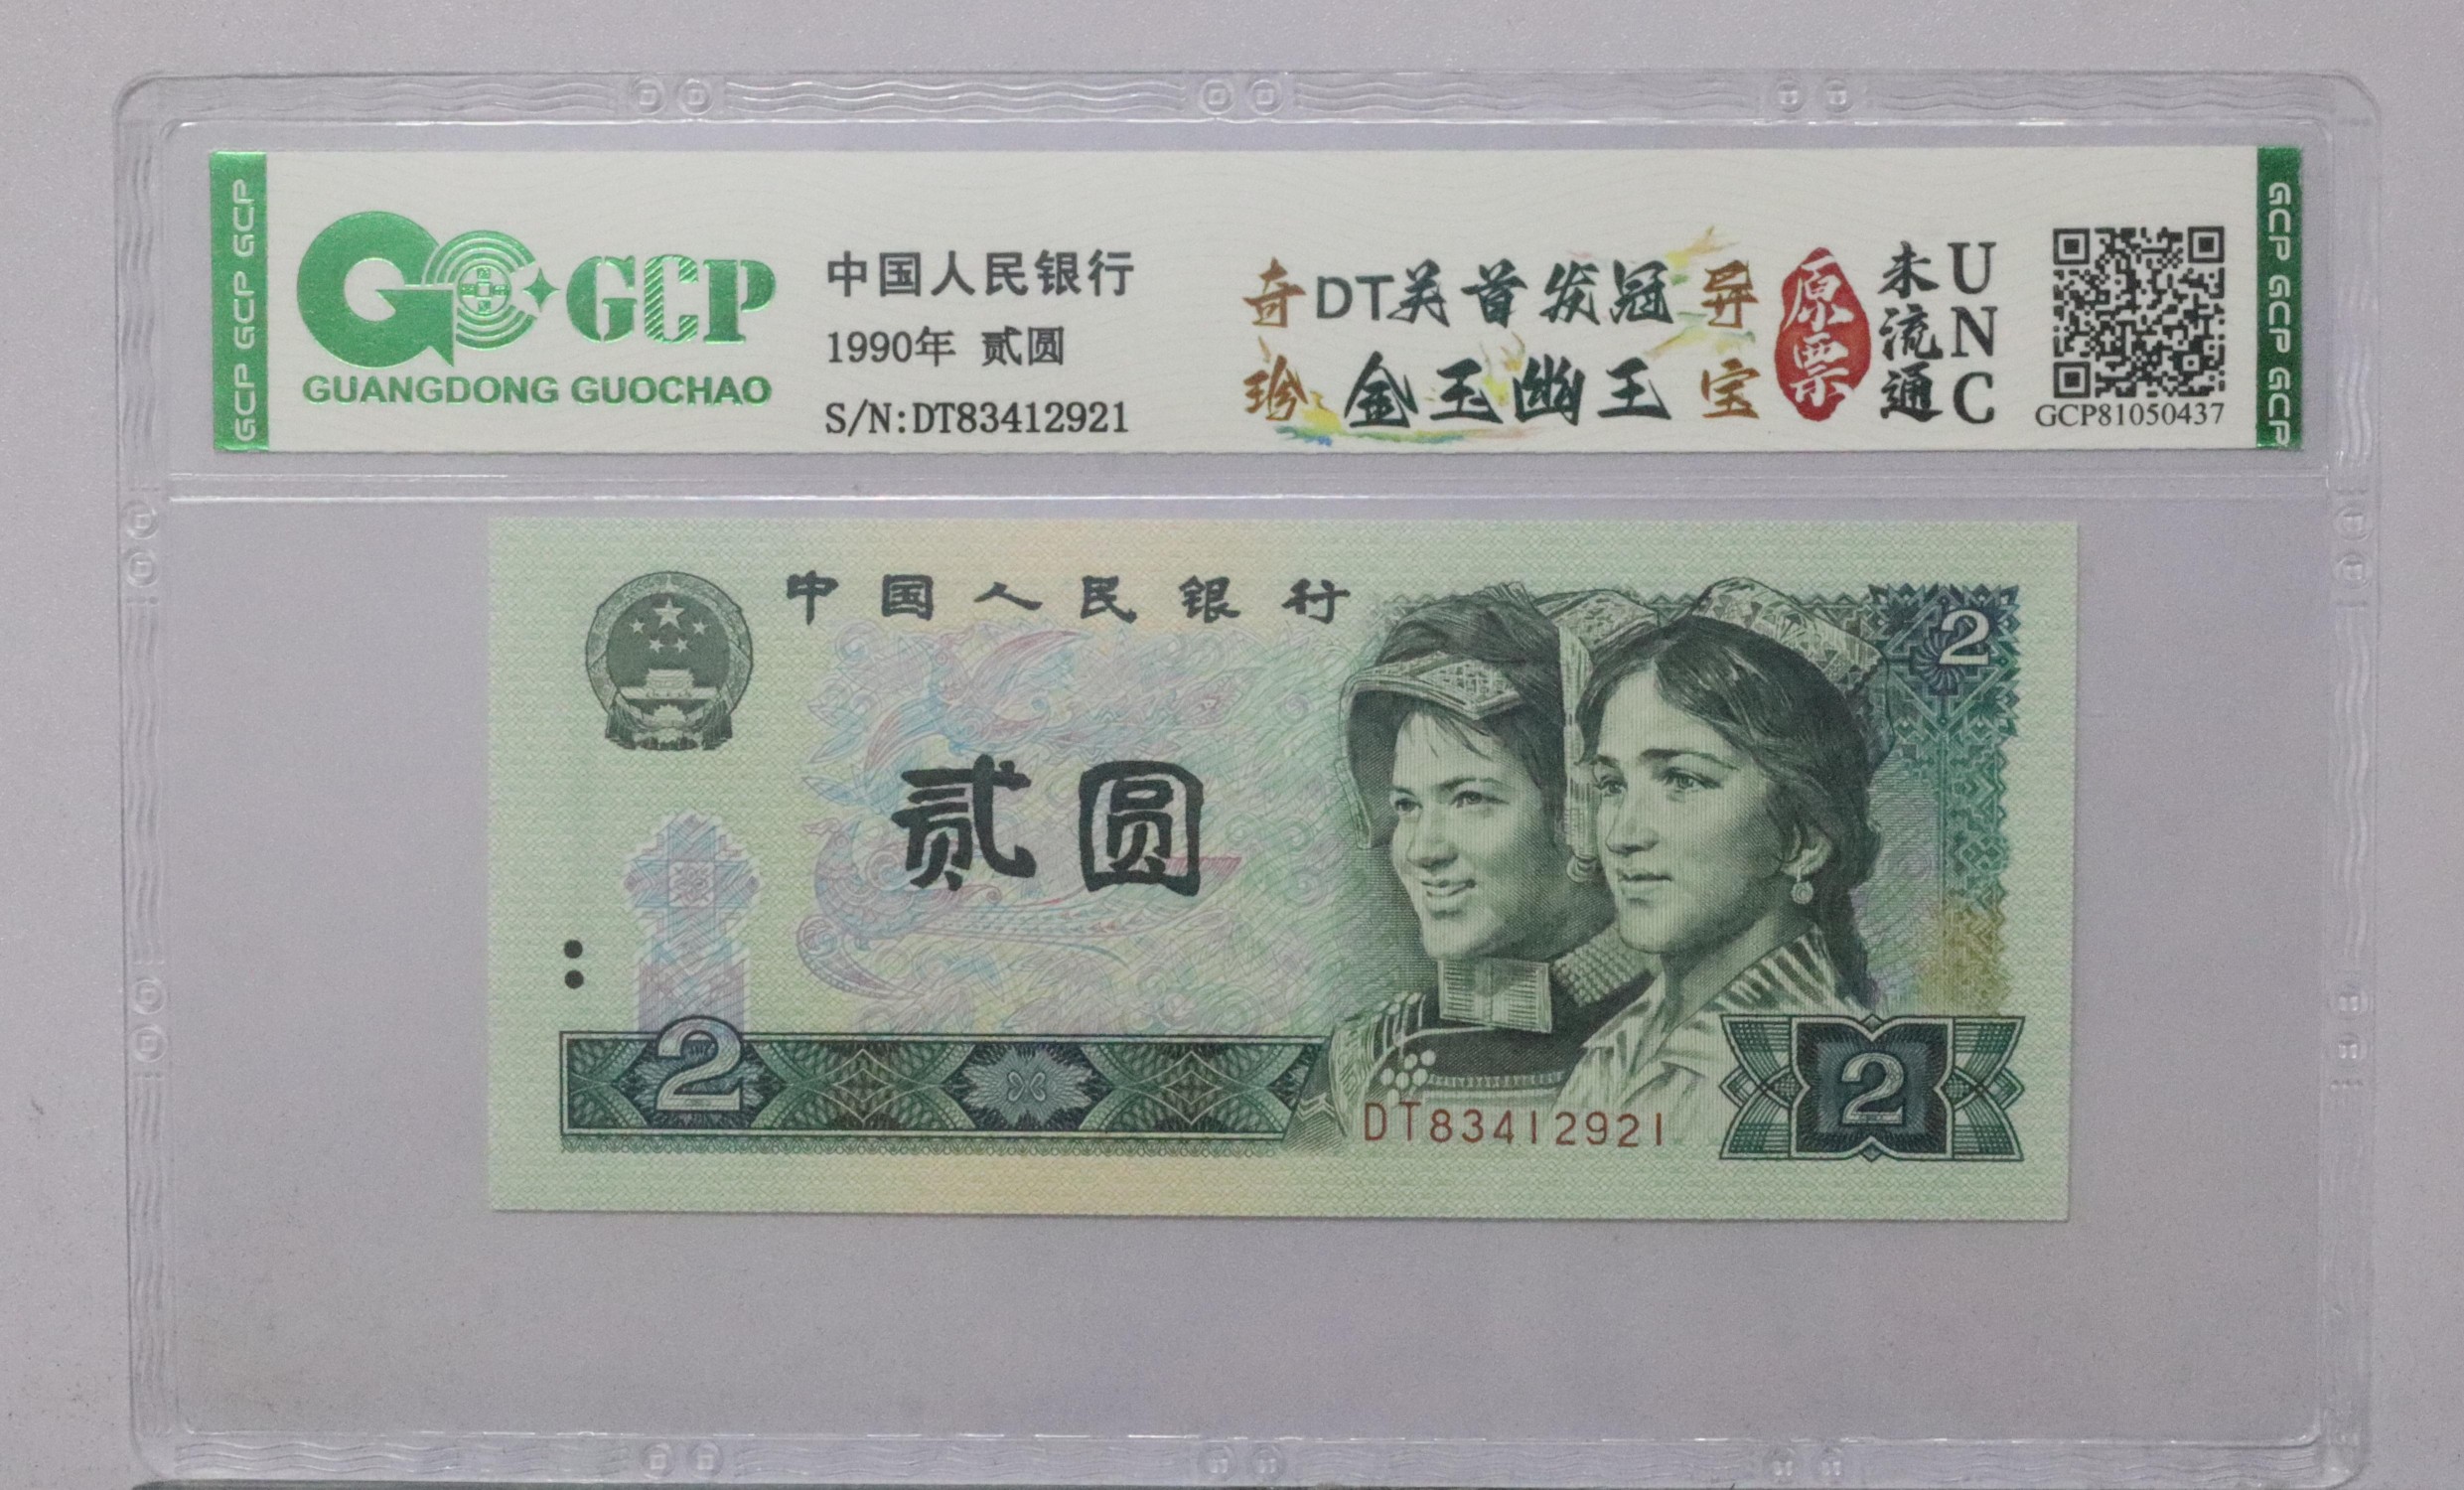 GCP GCP GCP
GCP
GUANGDONG GUOCHAO
中国人民银行
1990年 贰圆
S/N:DT83412921
奇 DT关首发冠 异
珍 金玉幽王 宝
原票
未流通
UNC
GCP81050437
GCP GCP GCP
中国人民银行
2
贰圆
2
DT83412921
2